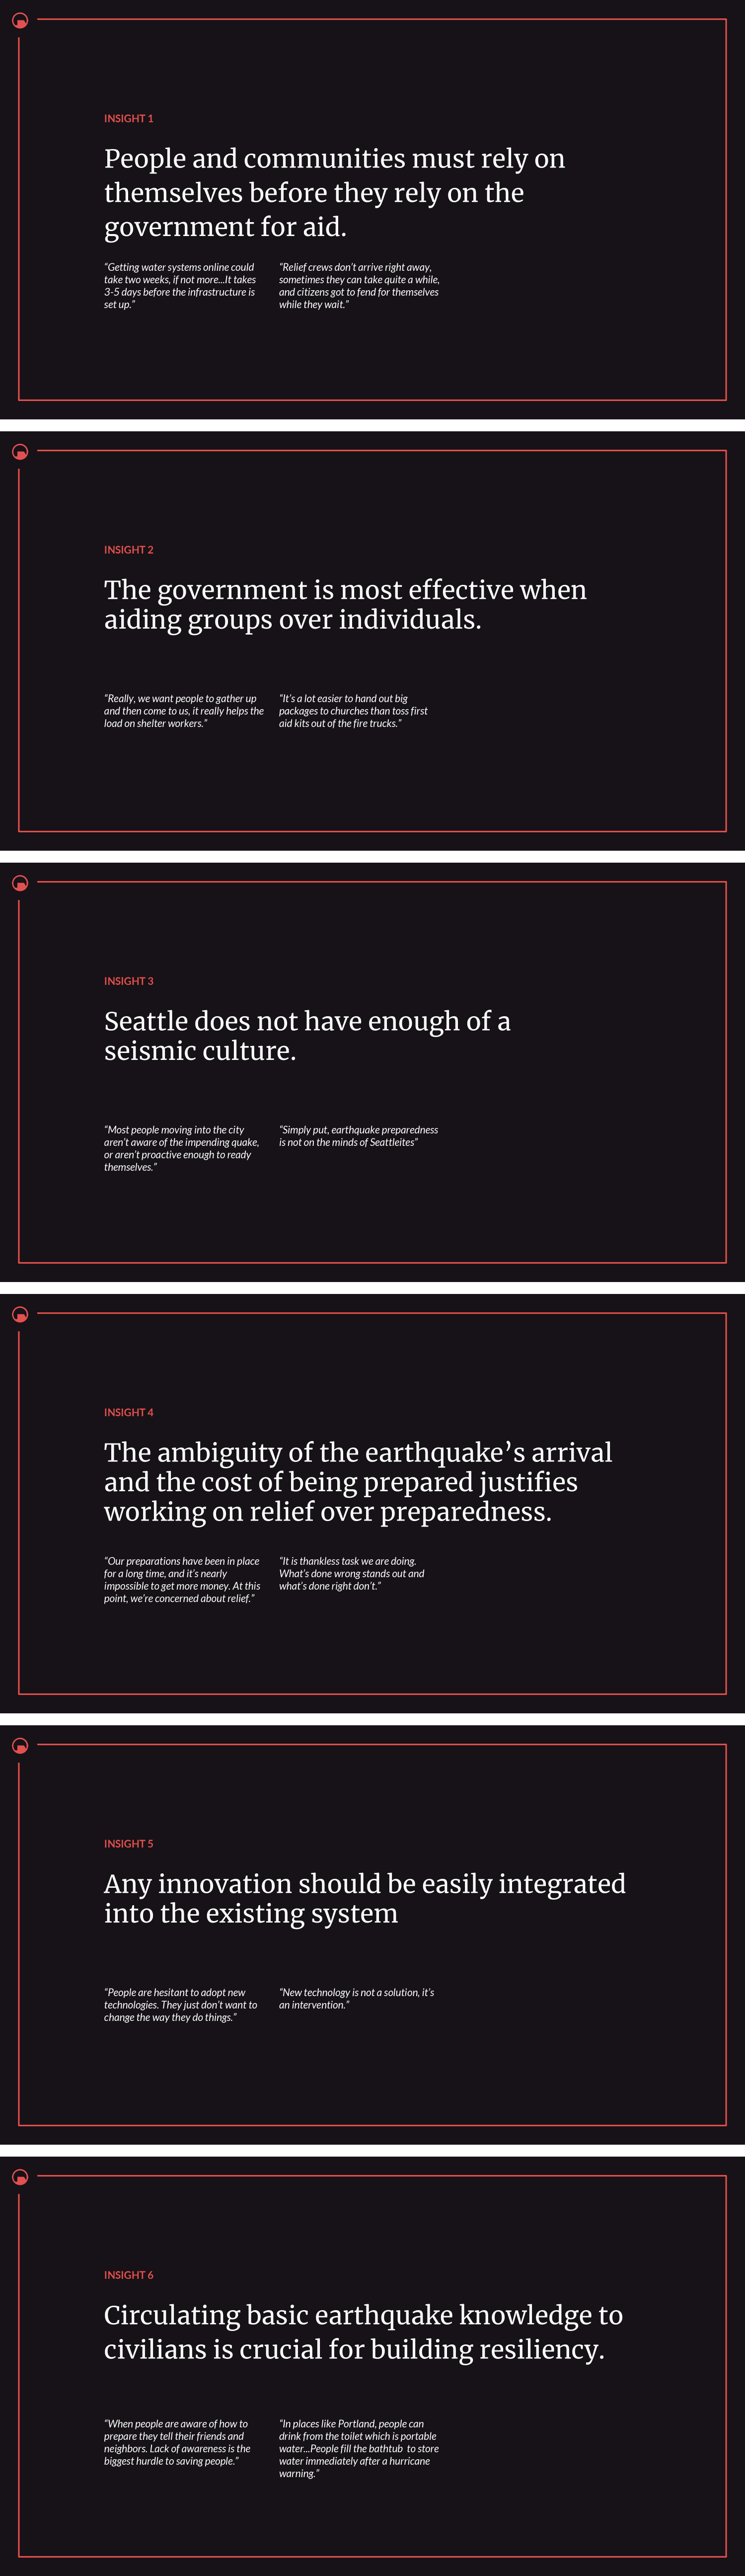 INSIGHT 1
People and communities must rely on
themselves before they rely on the
government for aid.
“Getting water systems online could
take two weeks, if not more...It takes
3-5 days before the infrastructure is
set up.”
“Relief crews don’t arrive right away,
sometimes they can take quite a while,
and citizens got to fend for themselves
while they wait.”
INSIGHT 2
The government is most effective when
aiding groups over individuals.
“Really, we want people to gather up
and then come to us, it really helps the
load on shelter workers.”
“It’s a lot easier to hand out big
packages to churches than toss first
aid kits out of the fire trucks.”
INSIGHT 3
Seattle does not have enough of a
seismic culture.
“Most people moving into the city
aren’t aware of the impending quake,
or aren’t proactive enough to ready
themselves.”
“Simply put, earthquake preparedness
is not on the minds of Seattleites”
INSIGHT 4
The ambiguity of the earthquake’s arrival
and the cost of being prepared justifies
working on relief over preparedness.
“Our preparations have been in place
for a long time, and it’s nearly
impossible to get more money. At this
point, we’re concerned about relief.”
“It is thankless task we are doing.
What’s done wrong stands out and
what’s done right don’t.”
INSIGHT 5
Any innovation should be easily integrated
into the existing system
“People are hesitant to adopt new
technologies. They just don’t want to
change the way they do things.”
“New technology is not a solution, it’s
an intervention.”
INSIGHT 6
Circulating basic earthquake knowledge to
civilians is crucial for building resiliency.
“When people are aware of how to
prepare they tell their friends and
neighbors. Lack of awareness is the
biggest hurdle to saving people.”
“In places like Portland, people can
drink from the toilet which is portable
water...People fill the bathtub  to store
water immediately after a hurricane
warning.”